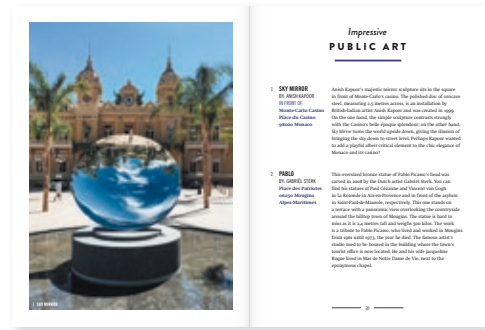 1 SKY MIRROR
Impressive
PUBLIC ART
1 SKY MIRROR
BY: ANISH KAPOOR
IN FRONT OF:
Monte-Carlo Casino
Place du Casino
98000 Monaco
Anish Kapoor's majestic mirror sculpture sits in the square
in front of Monte-Carlo's casino. The polished disc of concave
steel, measuring 2.5 metres across, is an installation by
British-Indian artist Anish Kapoor and was created in 1999.
On the one hand, the simple sculpture contrasts strongly
with the Casino's belle époque splendour; on the other hand,
Sky Mirror turns the world upside down, giving the illusion of
bringing the sky down to street level. Perhaps Kapoor wanted
to add a playful albeit critical element to the chic elegance of
Monaco and its casino?
2 PABLO
BY: GABRIËL STERK
Place des Patriotes
06250 Mougins
Alpes-Maritimes
This oversized bronze statue of Pablo Picasso's head was
carved in by the Dutch artist Gabriël Sterk. You can
find his statues of Paul Cézanne and Vincent van Gogh
in La Rotonde in Aix-en-Provence and in front of the asylum
in Saint-Paul-de-Mausole, respectively. This one stands on
a terrace with a panoramic view overlooking the countryside
around the hilltop town of Mougins. The statue is hard to
miss as it is 2.4 metres tall and weighs 500 kilos. The work
is a tribute to Pablo Picasso, who lived and worked in Mougins
from 1961 until 1973, the year he died. The famous artist's
studio used to be housed in the building where the town's
tourist office is now located. He and his wife Jacqueline
Roque lived in Mas de Notre Dame de Vie, next to the
eponymous chapel.